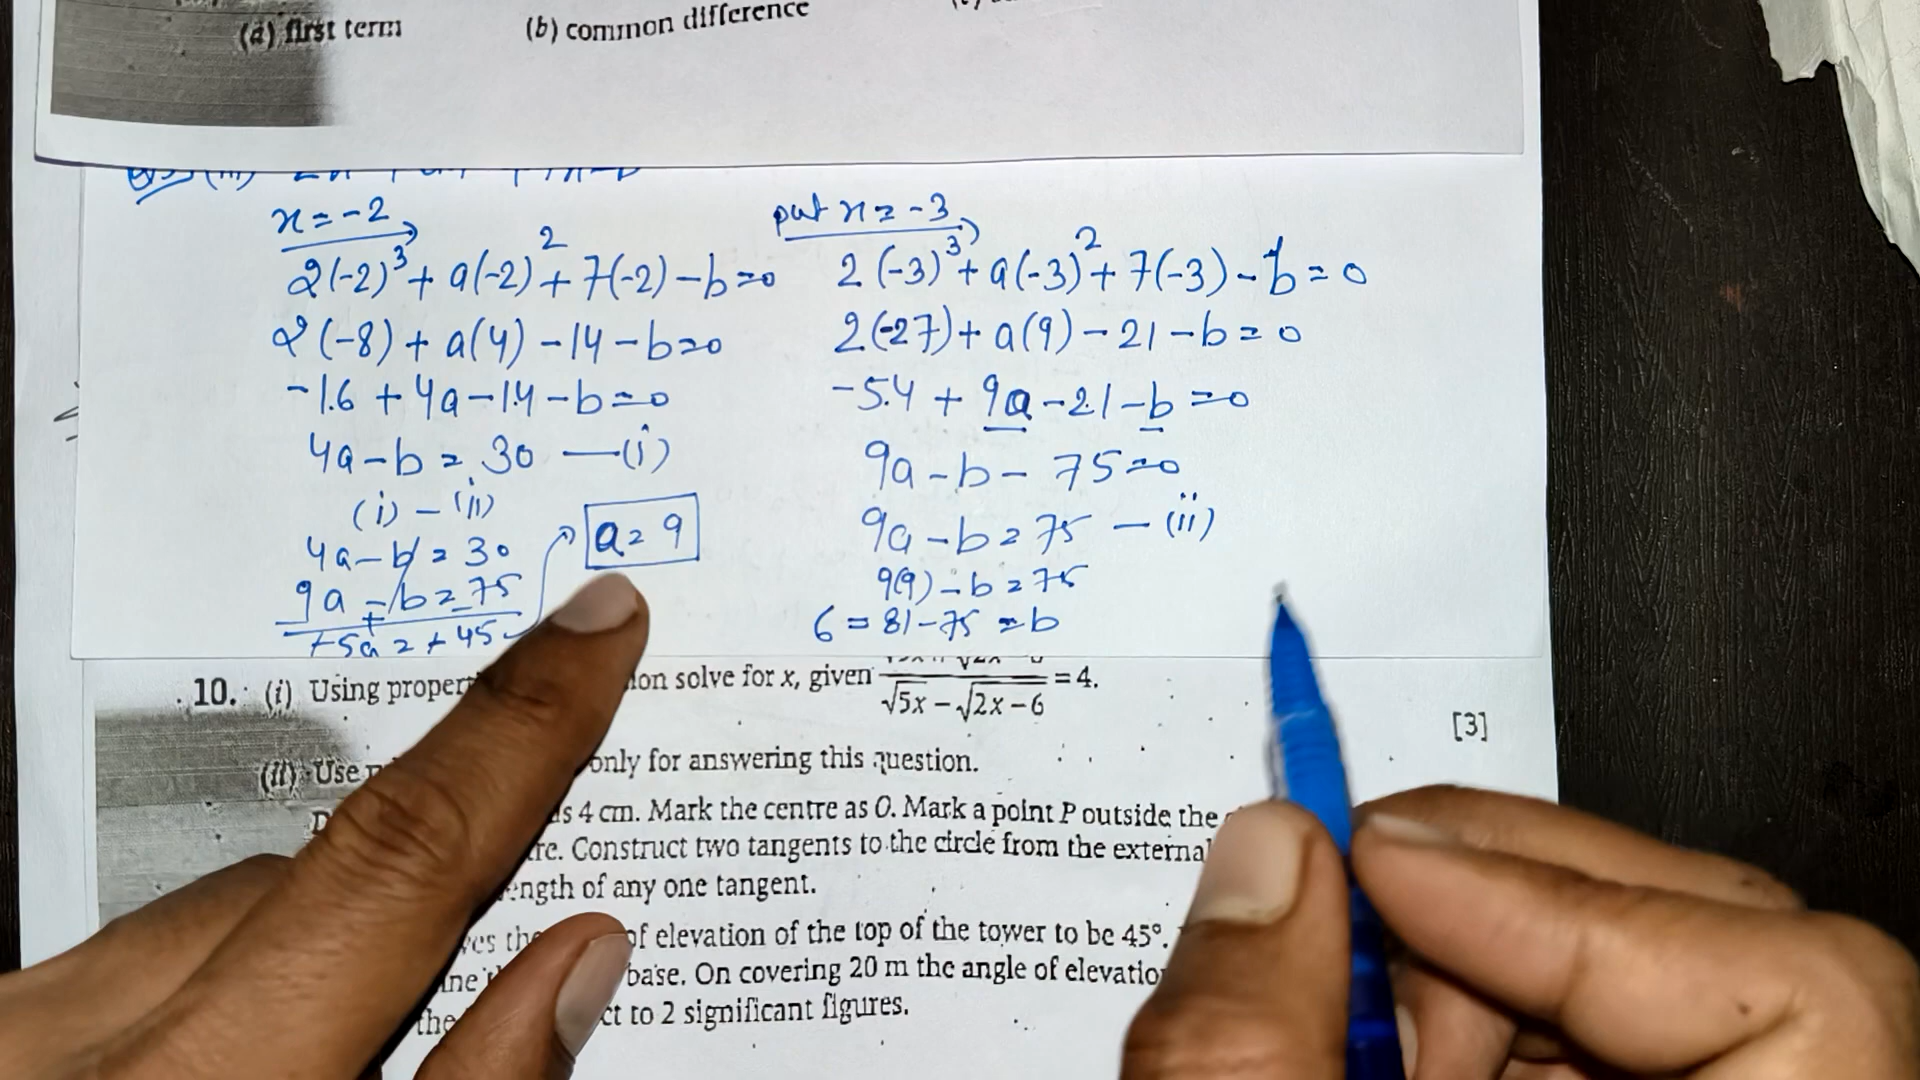 (a) first term (b) common difference
x = -2
2(-2)³ + a(-2)² + 7(-2) - b = 0
2(-8) + a(4) - 14 - b = 0
-16 + 4a - 14 - b = 0
4a - b = 30 — (i)
(i) - (ii)
4a - b = 30
9a - b = 75
+5a = +45
a = 9
put x = -3
2(-3)³ + a(-3)² + 7(-3) - b = 0
2(-27) + a(9) - 21 - b = 0
-54 + 9a - 21 - b = 0
9a - b - 75 = 0
9a - b = 75 — (ii)
9(9) - b = 75
6 = 81 - 75 = b
10. (i) Using solve for x, given √5x - √2x - 6 = 4.
[3]
(ii) Use only for answering this question.
4 cm. Mark the centre as O. Mark a point P outside the
Construct two tangents to the circle from the external
of any one tangent.
of elevation of the top of the tower to be 45°.
base. On covering 20 m the angle of
to 2 significant figures.